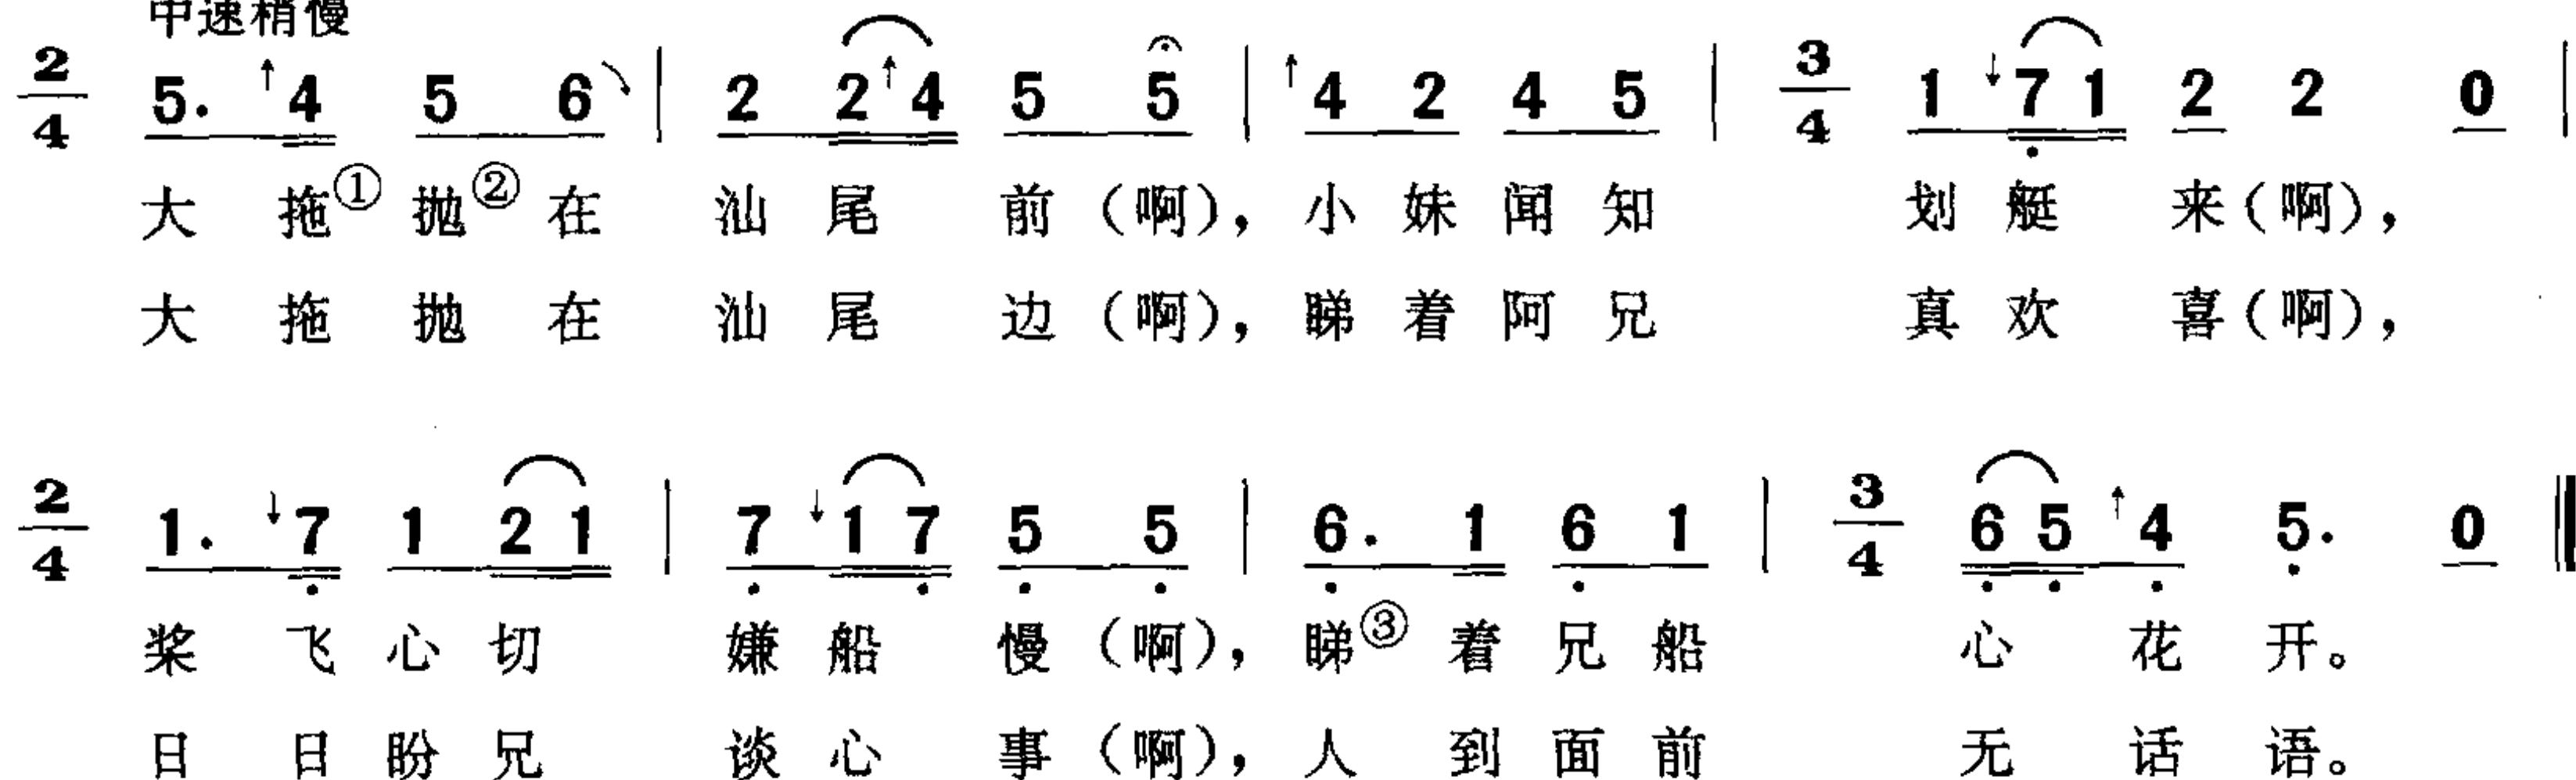 中速稍慢
2/4 5. ↑4 5 6↘ | 2 2↑4 5 5 | ↑4 2 4 5 | 3/4 1 ↓7 1 2 2 0 |
大 拖① 抛② 在 汕 尾 前（啊），小 妹 闻 知 划 艇 来（啊），
大 拖 抛 在 汕 尾 边（啊），睇 着 阿 兄 真 欢 喜（啊），
2/4 1. ↓7 1 2 1 | 7 ↓1 7 5 5 | 6. 1 6 1 | 3/4 6 5 ↑4 5. 0 ‖
桨 飞 心 切 嫌 船 慢（啊），睇③ 着 兄 船 心 花 开。
日 日 盼 兄 谈 心 事（啊），人 到 面 前 无 话 语。